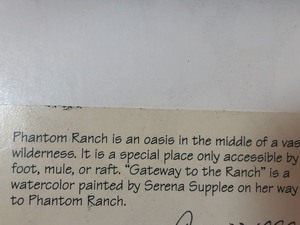 Phantom Ranch is an oasis in the middle of a vas
wilderness. It is a special place only accessible by
foot, mule, or raft. "Gateway to the Ranch" is a
watercolor painted by Serena Supplee on her way
to Phantom Ranch.